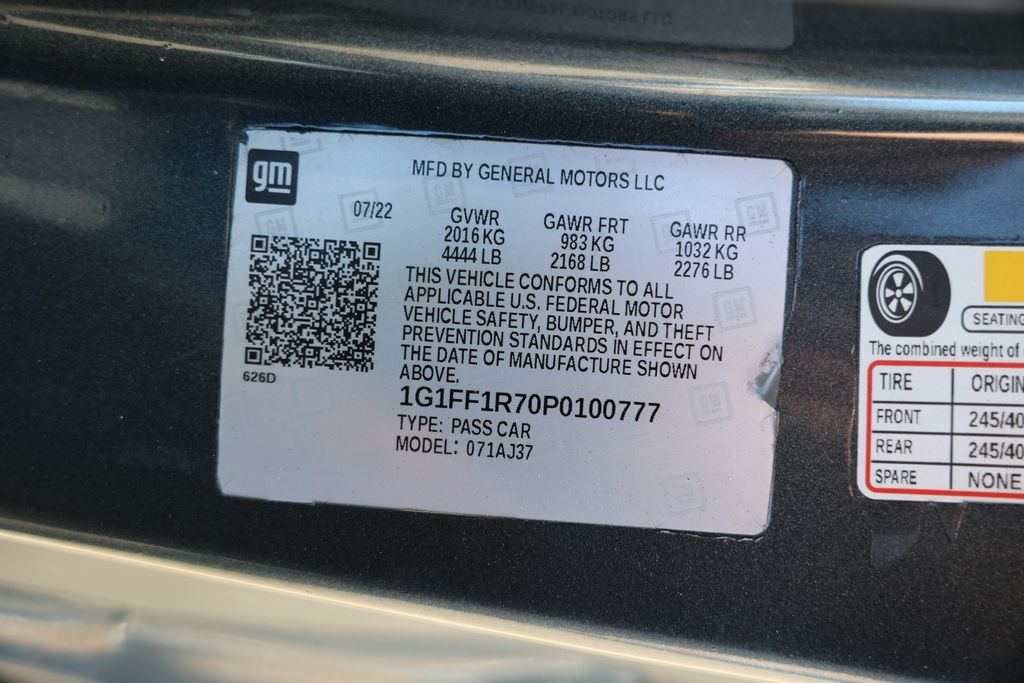 gm
MFD BY GENERAL MOTORS LLC
07/22
GVWR
2016 KG
4444 LB
GAWR FRT
983 KG
2168 LB
GAWR RR
1032 KG
2276 LB
THIS VEHICLE CONFORMS TO ALL
APPLICABLE U.S. FEDERAL MOTOR
VEHICLE SAFETY, BUMPER, AND THEFT
PREVENTION STANDARDS IN EFFECT ON
THE DATE OF MANUFACTURE SHOWN
ABOVE.
626D
1G1FF1R70P0100777
TYPE: PASS CAR
MODEL: 071AJ37
SEATING
The combined weight of
TIRE ORIGIN
FRONT 245/40
REAR 245/40
SPARE NONE